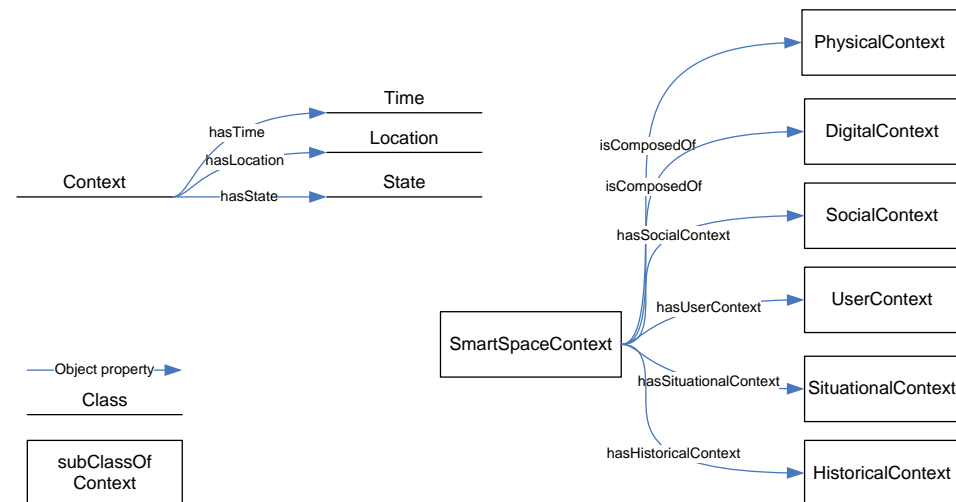 Time
hasTime
Location
hasLocation
Context
hasState
State
PhysicalContext
isComposedOf
DigitalContext
isComposedOf
SocialContext
hasSocialContext
UserContext
hasUserContext
SmartSpaceContext
hasSituationalContext
SituationalContext
hasHistoricalContext
HistoricalContext
Object property
Class
subClassOf
Context